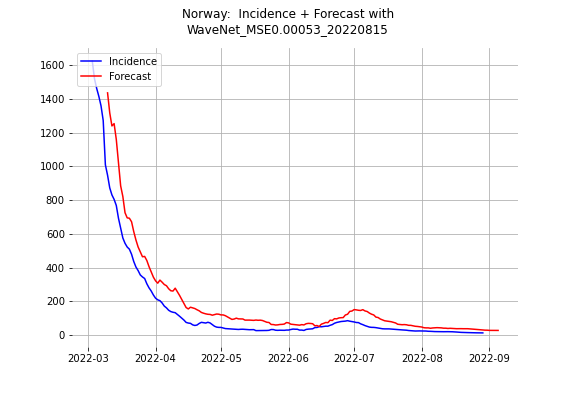 Norway:  Incidence + Forecast with
WaveNet_MSE0.00053_20220815
Incidence
Forecast
1600
1400
1200
1000
800
600
400
200
0
2022-03 2022-04 2022-05 2022-06 2022-07 2022-08 2022-09